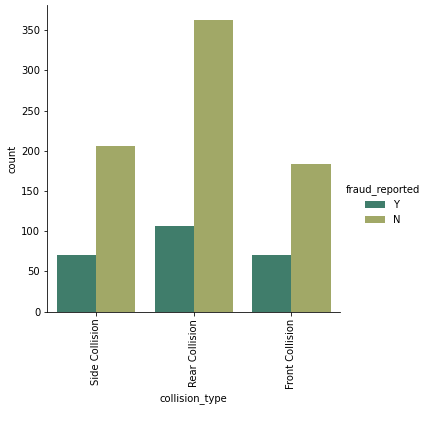 350
300
250
200
150
100
50
0
count
Side Collision
Rear Collision
Front Collision
collision_type
fraud_reported
Y
N